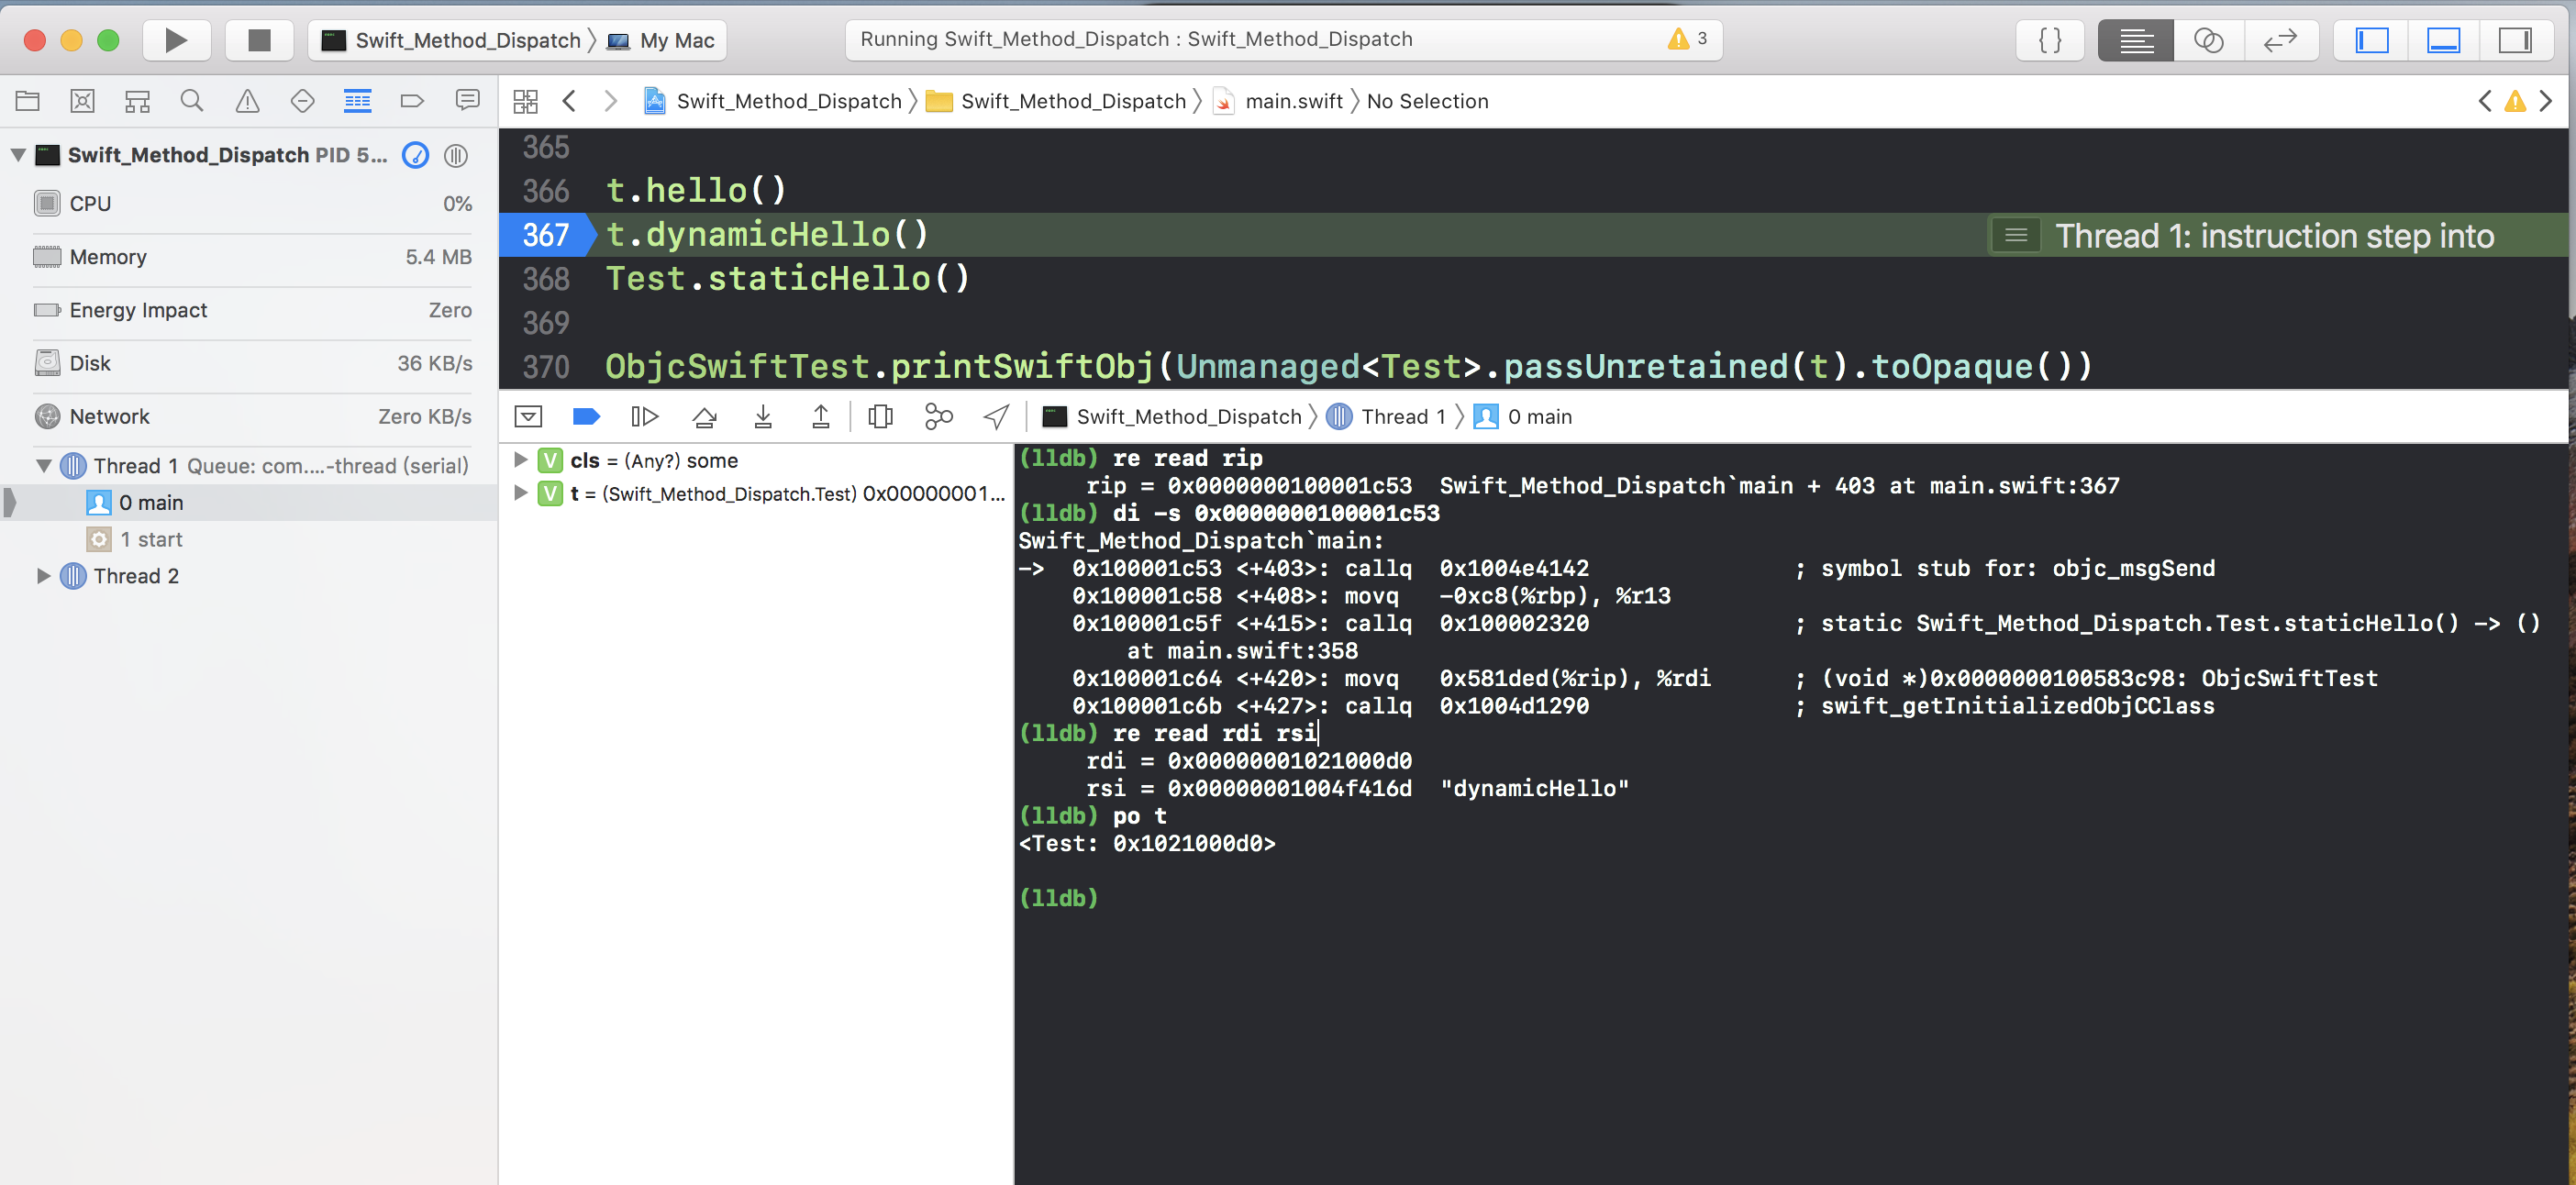 Swift_Method_Dispatch My Mac
Running Swift_Method_Dispatch : Swift_Method_Dispatch
3
Swift_Method_Dispatch Swift_Method_Dispatch main.swift No Selection
Swift_Method_Dispatch PID 5...
CPU 0%
Memory 5.4 MB
Energy Impact Zero
Disk 36 KB/s
Network Zero KB/s
Thread 1 Queue: com....-thread (serial)
0 main
1 start
Thread 2
365
366 t.hello()
367 t.dynamicHello() Thread 1: instruction step into
368 Test.staticHello()
369
370 ObjcSwiftTest.printSwiftObj(Unmanaged<Test>.passUnretained(t).toOpaque())
Swift_Method_Dispatch Thread 1 0 main
V cls = (Any?) some
V t = (Swift_Method_Dispatch.Test) 0x00000001...
(lldb) re read rip
rip = 0x0000000100001c53 Swift_Method_Dispatch`main + 403 at main.swift:367
(lldb) di -s 0x0000000100001c53
Swift_Method_Dispatch`main:
-> 0x100001c53 <+403>: callq 0x1004e4142 ; symbol stub for: objc_msgSend
0x100001c58 <+408>: movq -0xc8(%rbp), %r13
0x100001c5f <+415>: callq 0x100002320 ; static Swift_Method_Dispatch.Test.staticHello() -> ()
at main.swift:358
0x100001c64 <+420>: movq 0x581ded(%rip), %rdi ; (void *)0x0000000100583c98: ObjcSwiftTest
0x100001c6b <+427>: callq 0x1004d1290 ; swift_getInitializedObjCClass
(lldb) re read rdi rsi
rdi = 0x00000001021000d0
rsi = 0x00000001004f416d "dynamicHello"
(lldb) po t
<Test: 0x1021000d0>
(lldb)